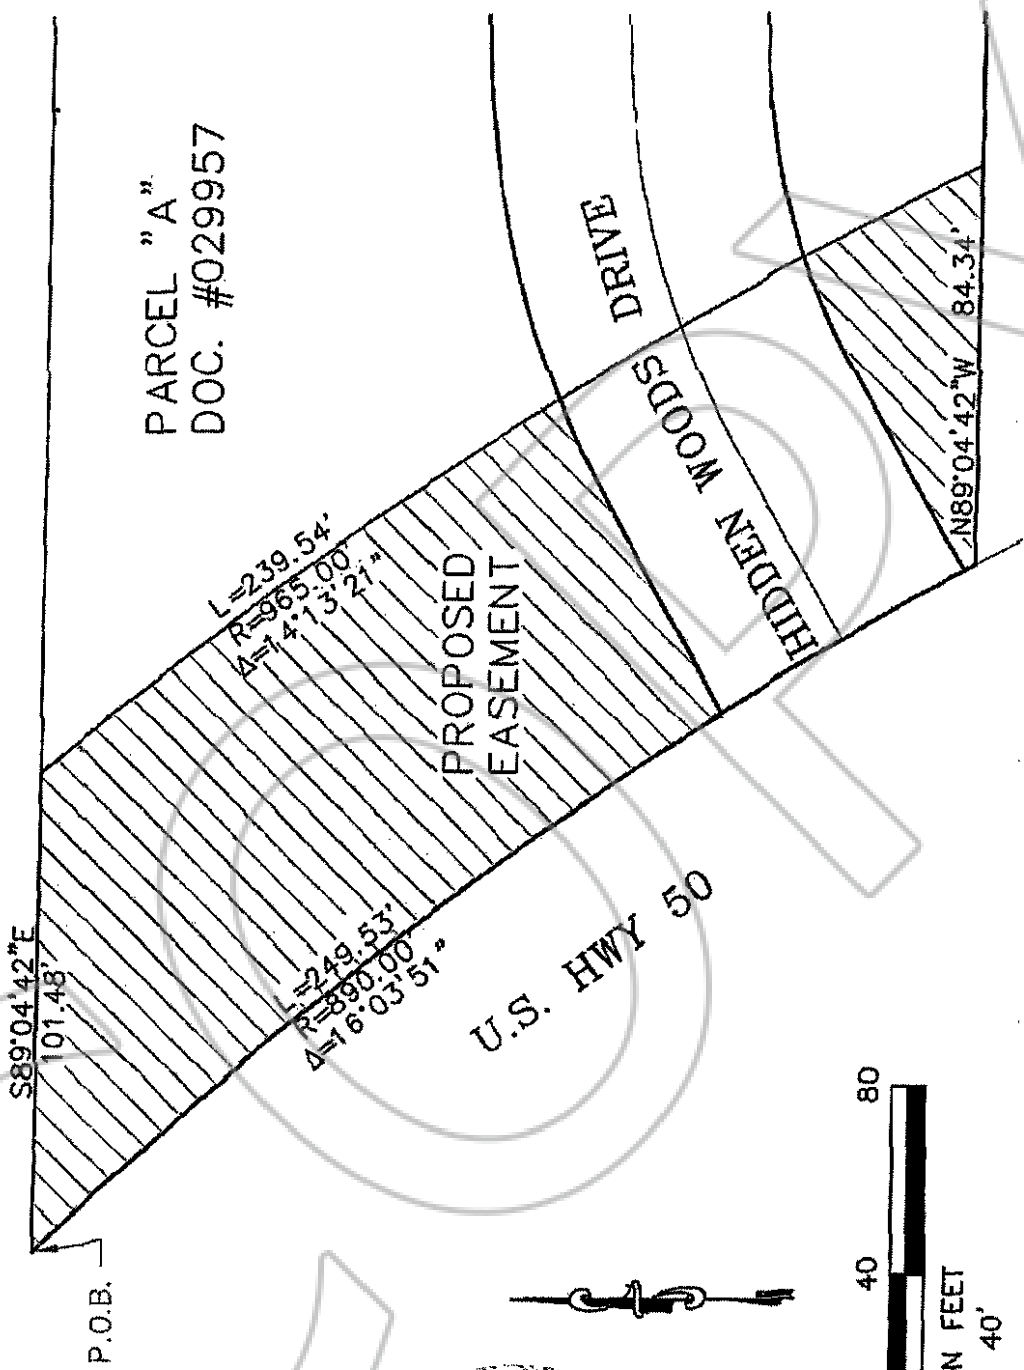 PARCEL "A"
DOC. #029957
S89°04'42"E
101.48'
P.O.B.
L=239.54'
R=965.00'
Δ=14°13'21"
PROPOSED
EASEMENT
L=249.53'
R=890.00'
Δ=16°03'51"
U.S. HWY 50
HIDDEN WOODS DRIVE
N89°04'42"W 84.34'
40 80
FEET
40'
COPY